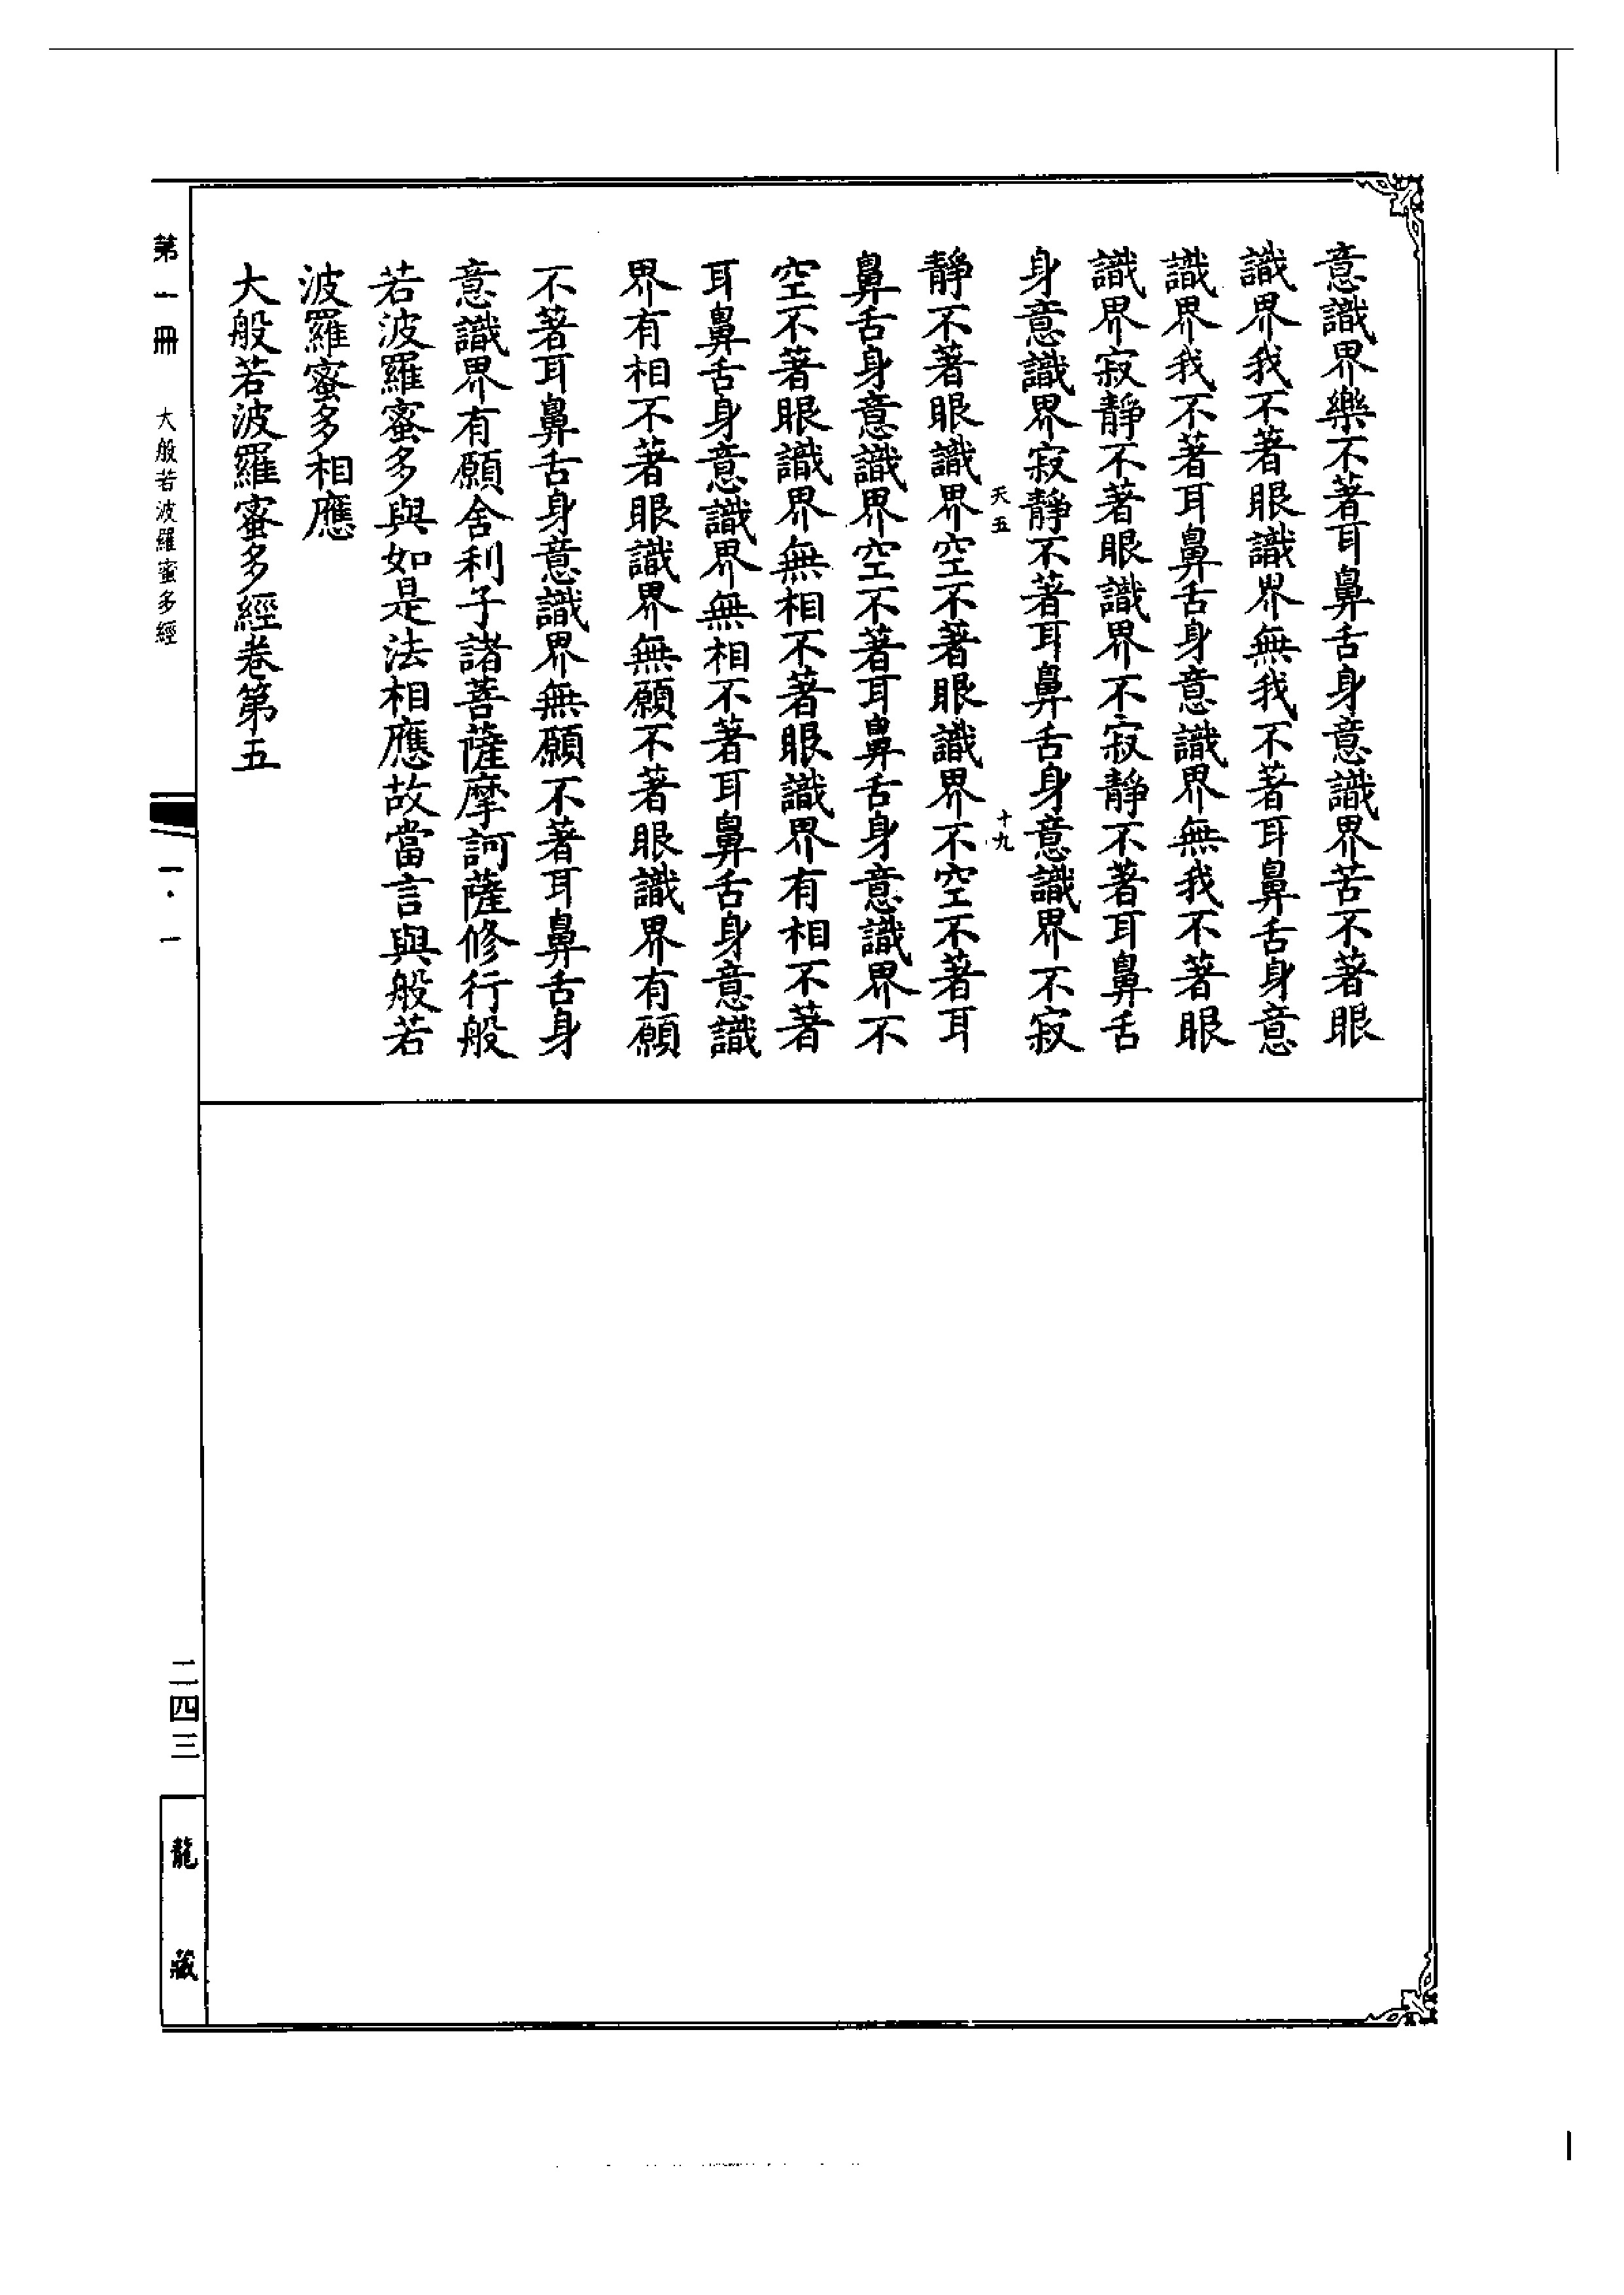 意識界樂不著耳鼻舌身意識界苦不著眼
識界我不著眼識界無我不著耳鼻舌身意
識界我不著耳鼻舌身意識界無我不著眼
識界寂靜不著眼識界不寂靜不著耳鼻舌
身意識界寂靜不著耳鼻舌身意識界不寂
天五
十九
靜不著眼識界空不著眼識界不空不著耳
鼻舌身意識界空不著耳鼻舌身意識界不
空不著眼識界無相不著眼識界有相不著
耳鼻舌身意識界無相不著耳鼻舌身意識
界有相不著眼識界無願不著眼識界有願
不著耳鼻舌身意識界無願不著耳鼻舌身
意識界有願舍利子諸菩薩摩訶薩修行般
若波羅蜜多與如是法相應故當言與般若
波羅蜜多相應
大般若波羅蜜多經卷第五
第一冊
大般若波羅蜜多經
一·一
二四三
龍藏